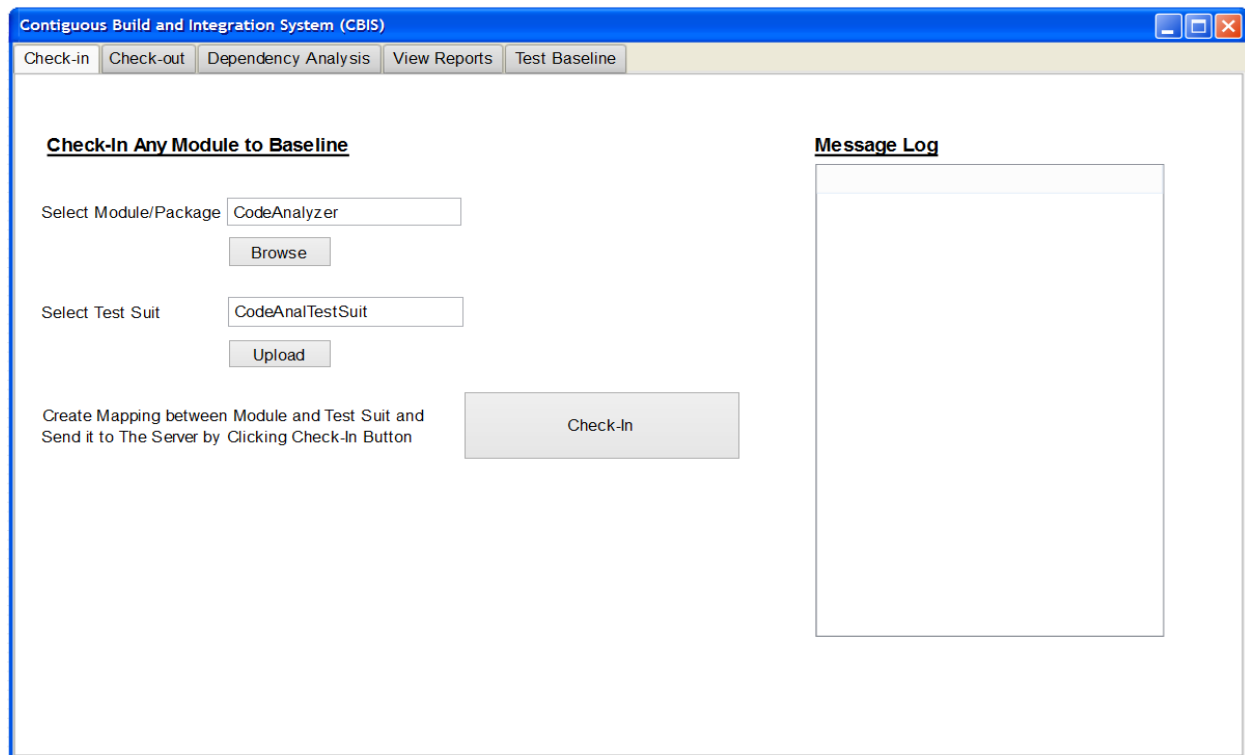 Contiguous Build and Integration System (CBIS)
Check-in Check-out Dependency Analysis View Reports Test Baseline
Check-In Any Module to Baseline
Message Log
Select Module/Package CodeAnalyzer
Browse
Select Test Suit CodeAnalTestSuit
Upload
Create Mapping between Module and Test Suit and
Send it to The Server by Clicking Check-In Button
Check-In